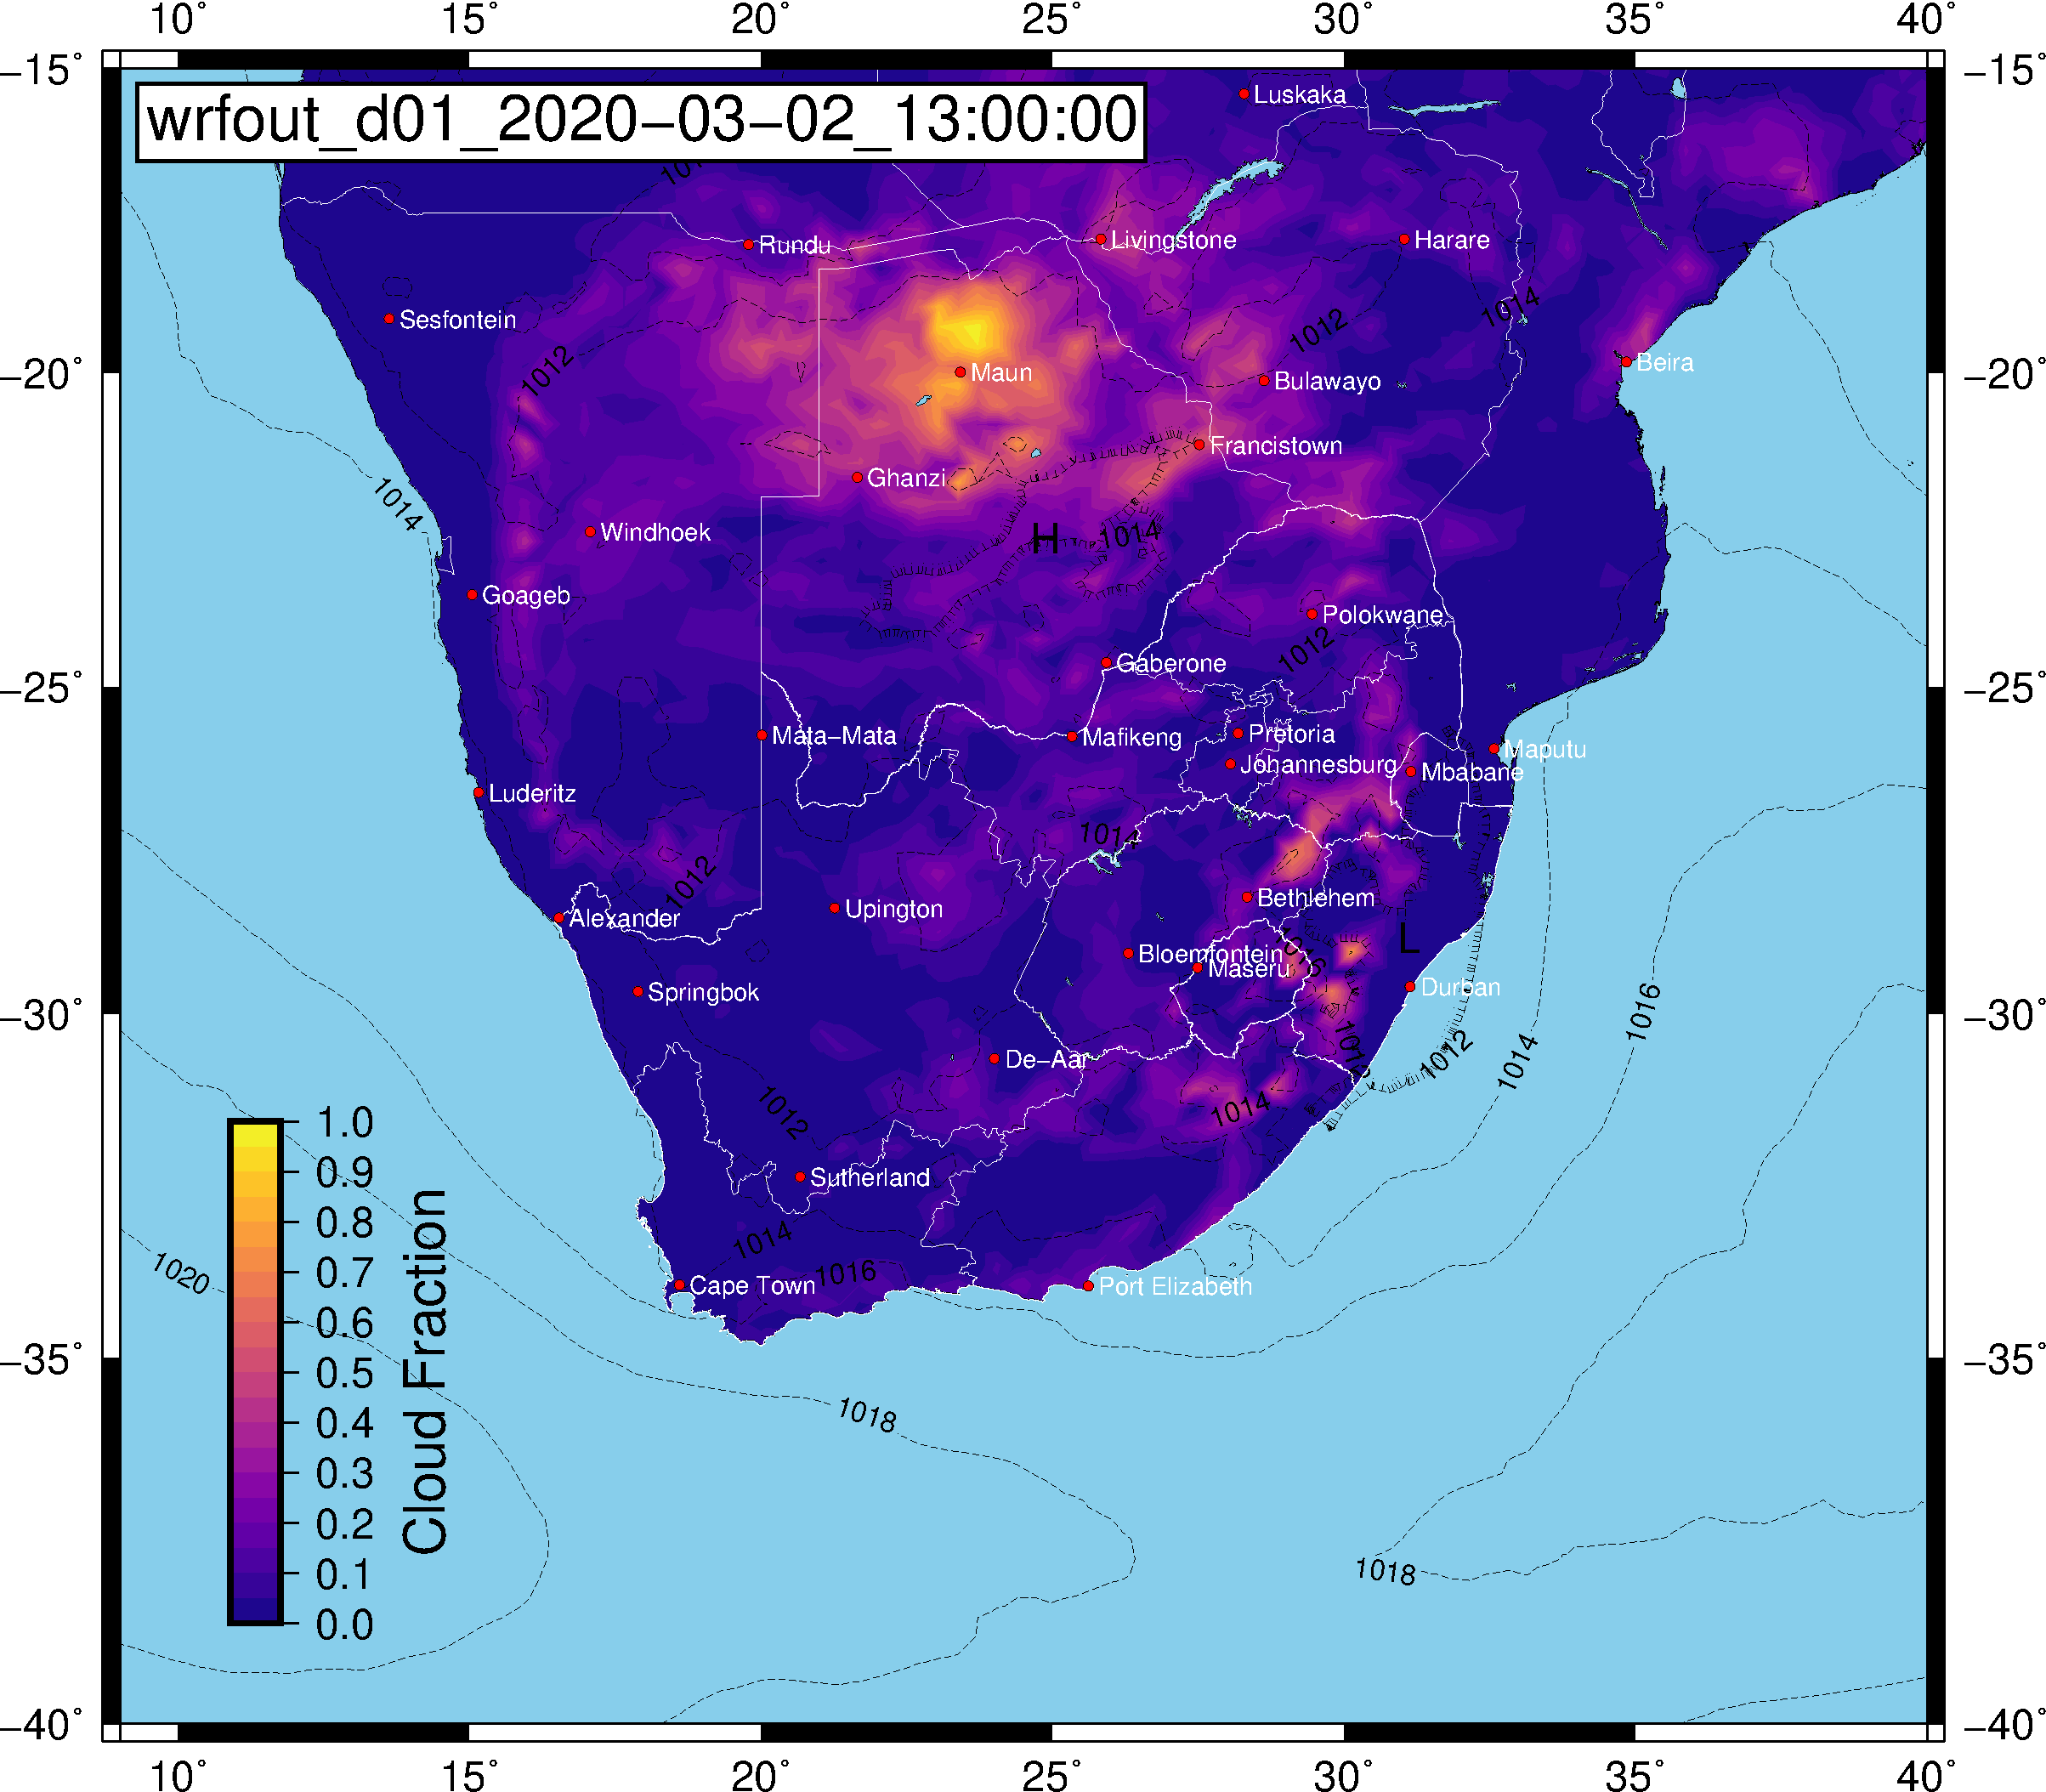 10° 15° 20° 25° 30° 35° 40°
−15° −15°
wrfout_d01_2020−03−02_13:00:00
Luskaka
Rundu
Livingstone
Harare
Sesfontein
1014
1012
1012
−20° −20°
Maun
Bulawayo
Beira
Francistown
Ghanzi
1014
Windhoek
H
1014
Goageb
Polokwane
1012
Gaberone
−25° −25°
Mata−Mata
Mafikeng
Pretoria
Maputu
Johannesburg
Mbabane
Luderitz
1014
1012
Bethlehem
Alexander
Upington
L
Bloemfontein
1016
Maseru
Springbok
Durban
−30° −30°
1016
1012
1014
De−Aar
1012
1014
Sutherland
1014
1016
1020
Cape Town
Port Elizabeth
−35° −35°
1018
1018
1.0
0.9
0.8
0.7
0.6
0.5
0.4
0.3
0.2
0.1
0.0
Cloud Fraction
−40° −40°
10° 15° 20° 25° 30° 35° 40°